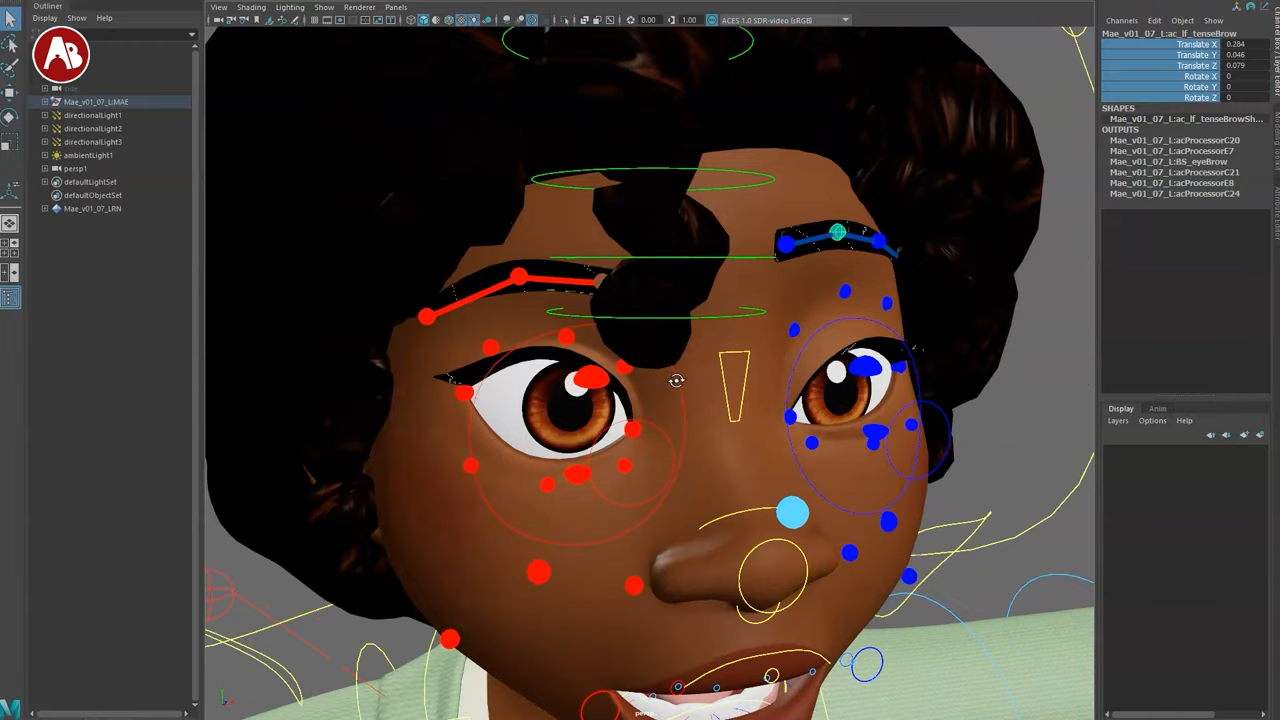 Outliner
Display Show Help
AB
side
Mae_v01_07_L:MAE
directionalLight1
directionalLight2
directionalLight3
ambientLight1
persp1
defaultLightSet
defaultObjectSet
Mae_v01_07_LRN
View Shading Lighting Show Renderer Panels
0.00 1.00 ACES 1.0 SDR-video (sRGB)
persp
Channels Edit Object Show
Mae_v01_07_L:ac_lf_tenseBrow
Translate X 0.284
Translate Y 0.046
Translate Z 0.079
Rotate X 0
Rotate Y 0
Rotate Z 0
SHAPES
Mae_v01_07_L:ac_lf_tenseBrowSh...
OUTPUTS
Mae_v01_07_L:acProcessorC20
Mae_v01_07_L:acProcessorE7
Mae_v01_07_L:BS_eyeBrow
Mae_v01_07_L:acProcessorC21
Mae_v01_07_L:acProcessorE8
Mae_v01_07_L:acProcessorC24
Display Anim
Layers Options Help